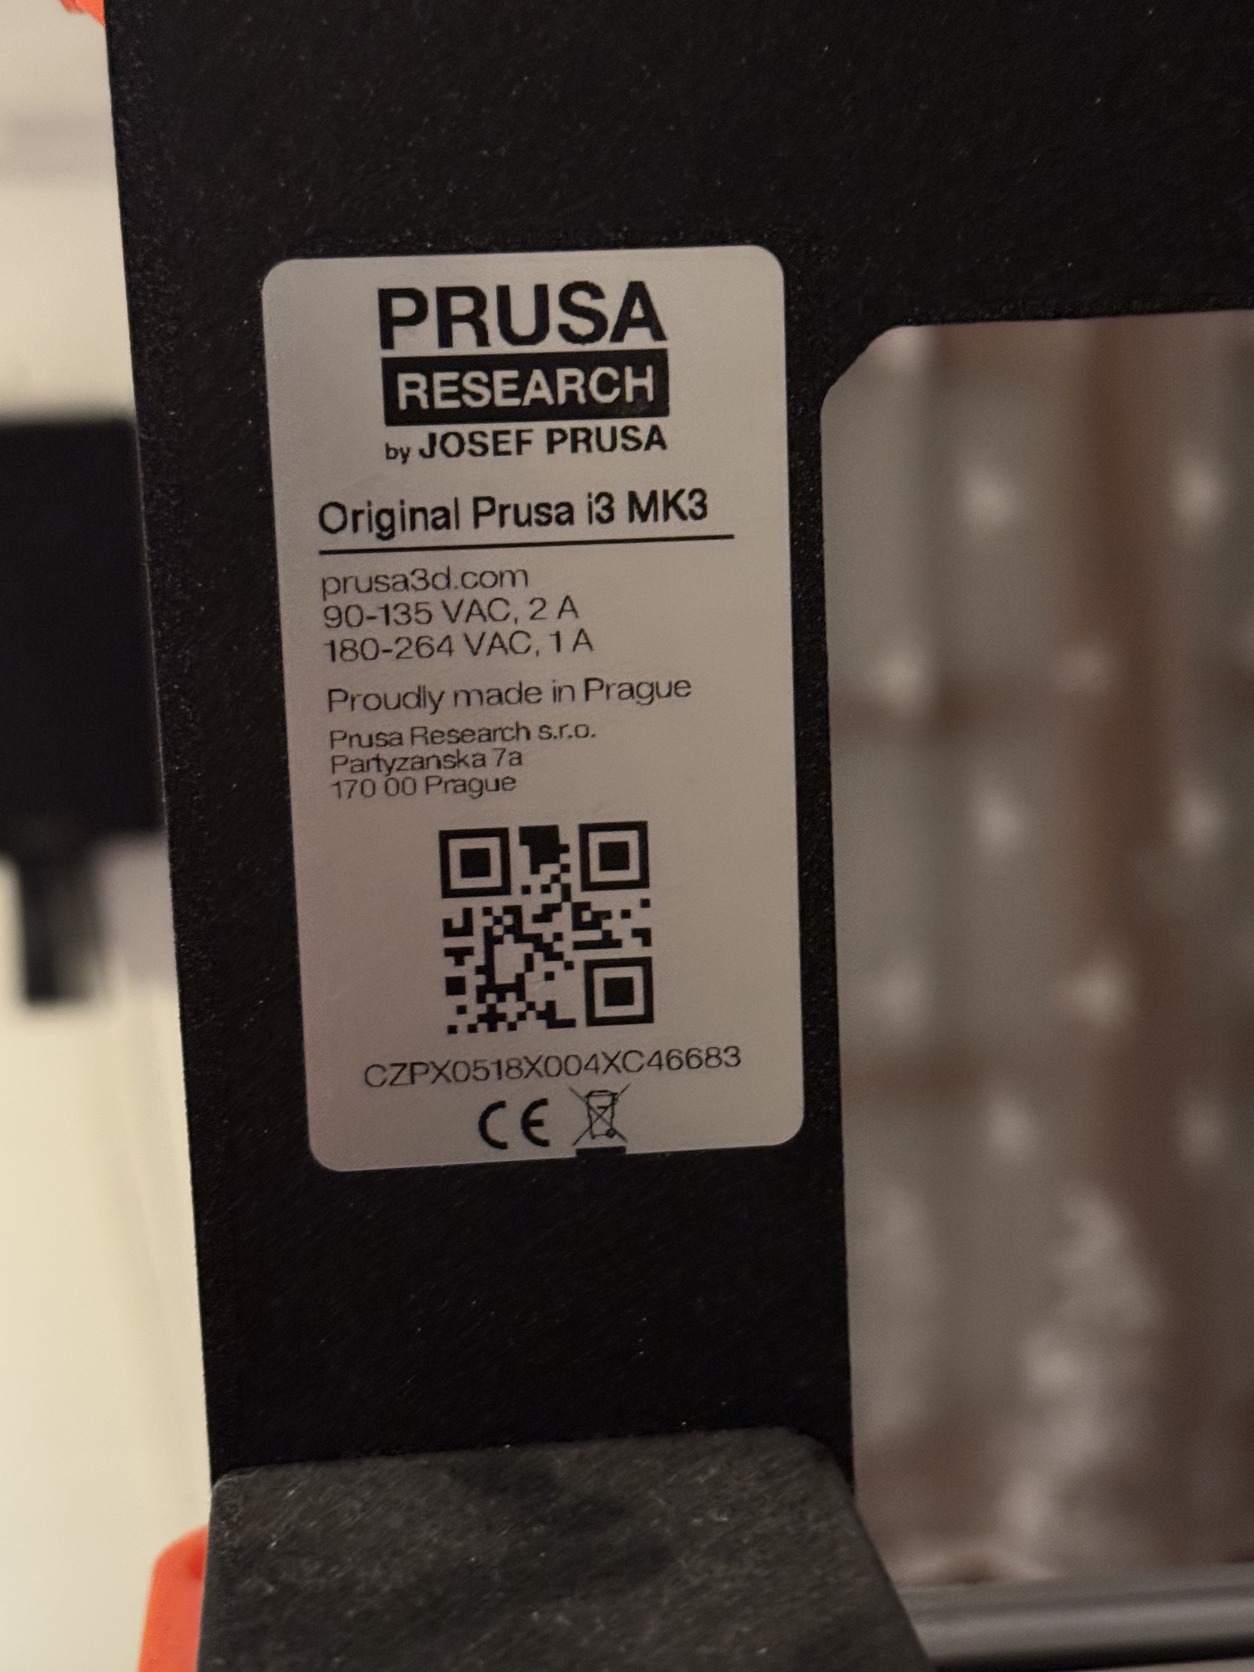 PRUSA
RESEARCH
by JOSEF PRUSA
Original Prusa i3 MK3
prusa3d.com
90-135 VAC, 2 A
180-264 VAC, 1 A
Proudly made in Prague
Prusa Research s.r.o.
Partyzanska 7a
170 00 Prague
CZPX0518X004XC46683
CE